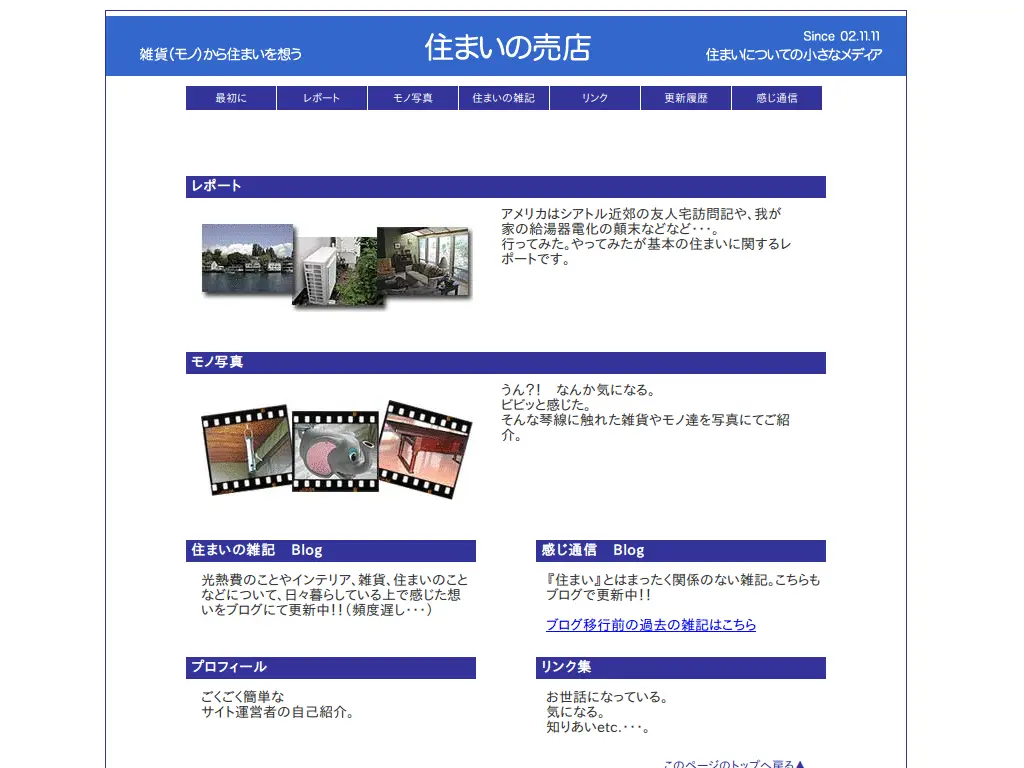 雑貨(モノ)から住まいを想う
住まいの売店
Since 02.11.11
住まいについての小さなメディア
最初に
レポート
モノ写真
住まいの雑記
リンク
更新履歴
感じ通信
レポート
アメリカはシアトル近郊の友人宅訪問記や、我が
家の給湯器電化の顛末などなど・・・。
行ってみた。やってみたが基本の住まいに関するレ
ポートです。
モノ写真
うん?!　なんか気になる。
ビビッと感じた。
そんな琴線に触れた雑貨やモノ達を写真にてご紹
介。
住まいの雑記　Blog
光熱費のことやインテリア、雑貨、住まいのこと
などについて、日々暮らしている上で感じた想
いをブログにて更新中!!(頻度遅し・・・)
感じ通信　Blog
『住まい』とはまったく関係のない雑記。こちらも
ブログで更新中!!
ブログ移行前の過去の雑記はこちら
プロフィール
ごくごく簡単な
サイト運営者の自己紹介。
リンク集
お世話になっている。
気になる。
知りあいetc.・・・。
このページのトップへ戻る▲